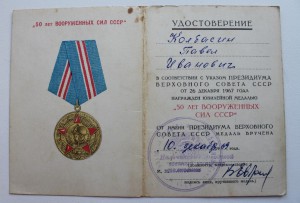 "50 ЛЕТ ВООРУЖЕННЫХ СИЛ СССР"
УДОСТОВЕРЕНИЕ
Колбасин
Павел
Иванович
В СООТВЕТСТВИИ С УКАЗОМ ПРЕЗИДИУМА
ВЕРХОВНОГО СОВЕТА СССР
ОТ 26 ДЕКАБРЯ 1967 ГОДА
НАГРАЖДЕН ЮБИЛЕЙНОЙ МЕДАЛЬЮ
"50 ЛЕТ ВООРУЖЕННЫХ
СИЛ СССР"
ОТ ИМЕНИ ПРЕЗИДИУМА ВЕРХОВНОГО
СОВЕТА СССР МЕДАЛЬ ВРУЧЕНА
10 декабря